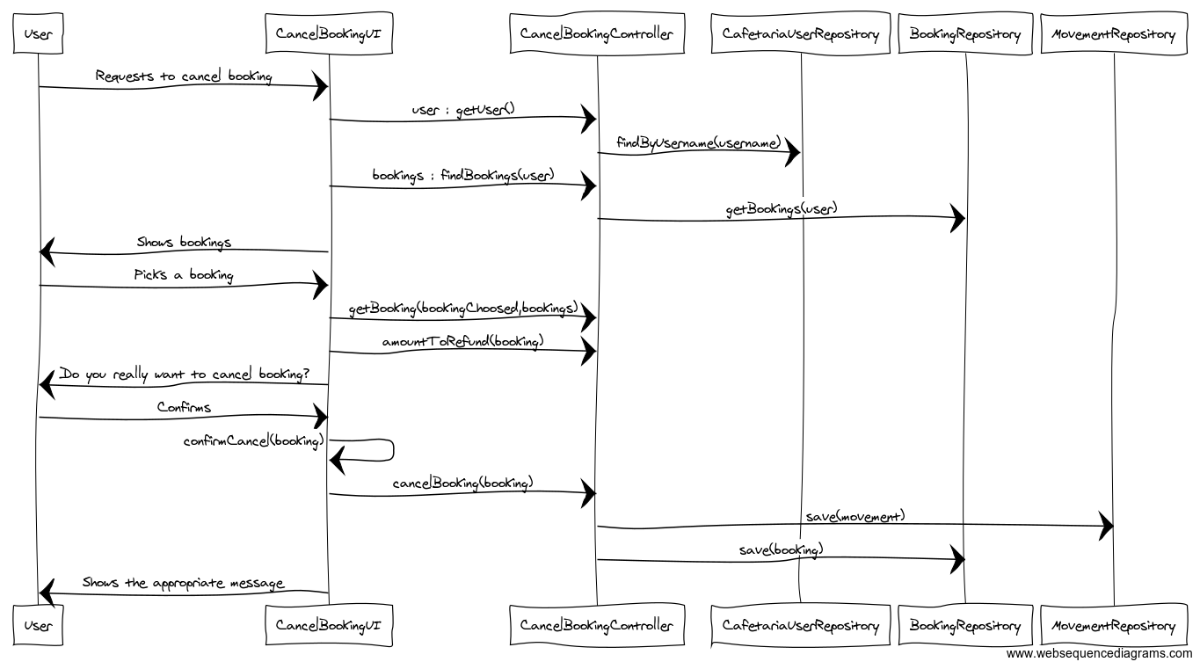 User
CancelBookingUI
CancelBookingController
CafetariaUserRepository
BookingRepository
MovementRepository
Requests to cancel booking
user : getUser()
findByUsername(username)
bookings : findBookings(user)
getBookings(user)
Shows bookings
Picks a booking
getBooking(bookingChoosed,bookings)
amountToRefund(booking)
Do you really want to cancel booking?
Confirms
confirmCancel(booking)
cancelBooking(booking)
save(movement)
save(booking)
Shows the appropriate message
User
CancelBookingUI
CancelBookingController
CafetariaUserRepository
BookingRepository
MovementRepository
www.websequencediagrams.com